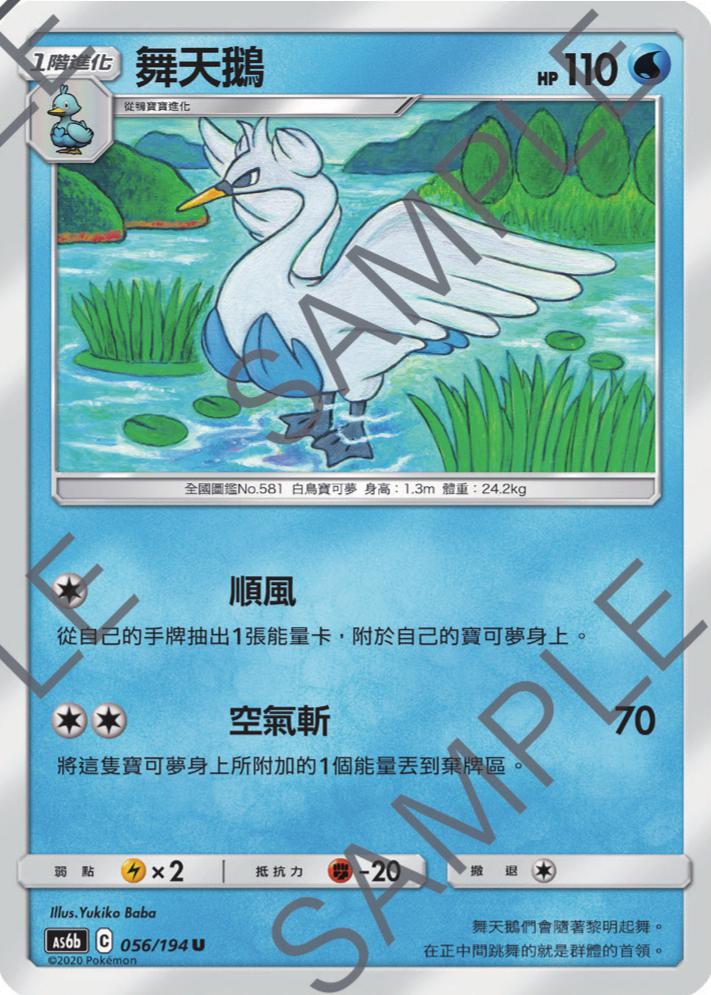 1階進化 舞天鵝 HP 110
從鴨寶寶進化
全國圖鑑No.581 白鳥寶可夢 身高：1.3m 體重：24.2kg
順風
從自己的手牌抽出1張能量卡，附於自己的寶可夢身上。
空氣斬 70
將這隻寶可夢身上所附加的1個能量丟到棄牌區。
弱點 ×2 抵抗力 -20 撤退
Illus.Yukiko Baba
舞天鵝們會隨著黎明起舞。
AS6b C 056/194 U
在正中間跳舞的就是群體的首領。
©2020 Pokémon
SAMPLE
SAMPLE